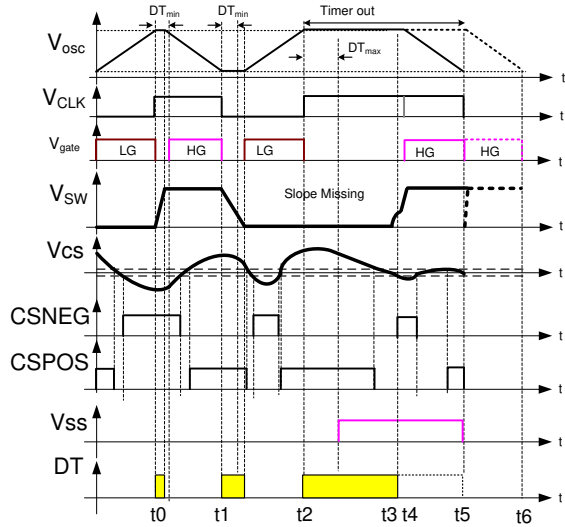 DTmin DTmin Timer out
Vosc DTmax t
VCLK t
Vgate LG HG LG HG HG t
VSW Slope Missing t
VCS t
CSNEG t
CSPOS t
VSS t
DT t
t0 t1 t2 t3 t4 t5 t6